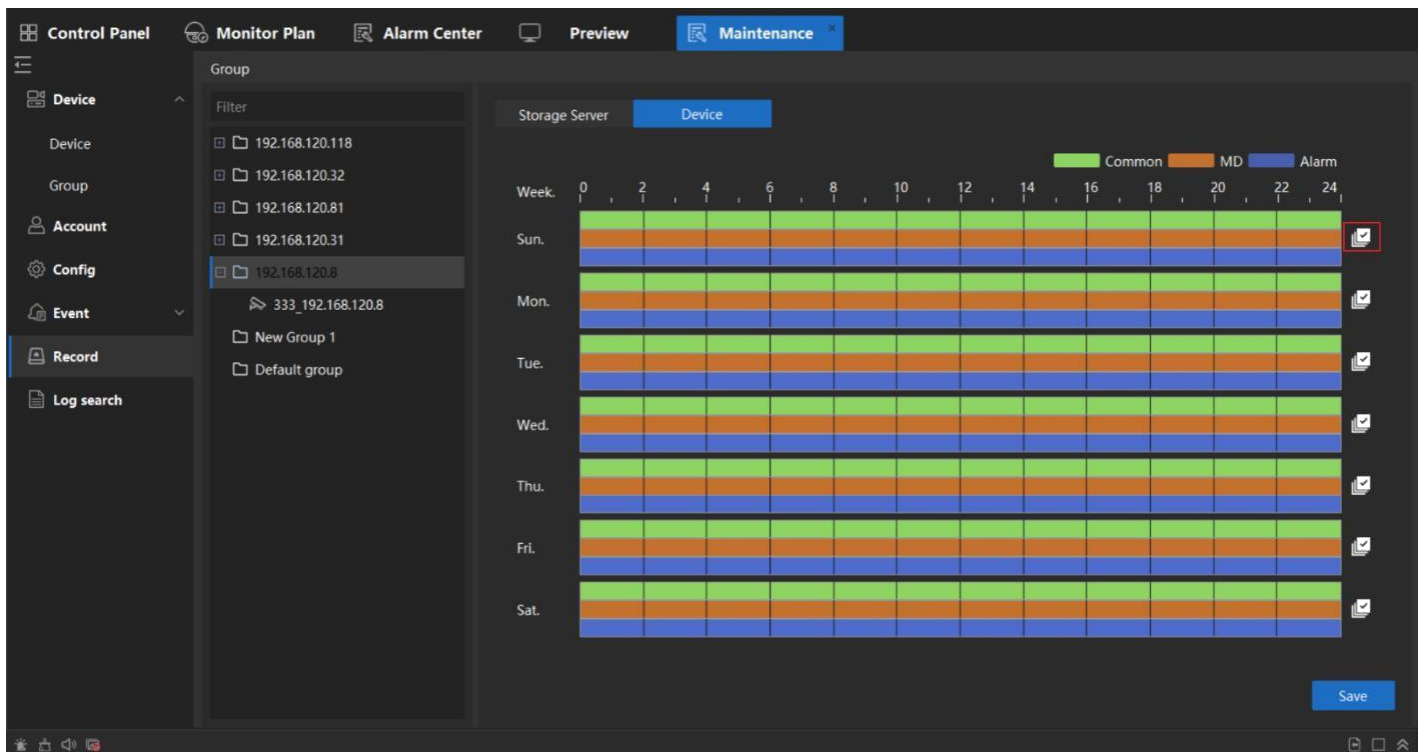 Control Panel Monitor Plan Alarm Center Preview Maintenance ×
Group
Device
Device
Group
Account
Config
Event
Record
Log search
Filter
192.168.120.118
192.168.120.32
192.168.120.81
192.168.120.31
192.168.120.8
333_192.168.120.8
New Group 1
Default group
Storage Server Device
Common MD Alarm
Week. 0 2 4 6 8 10 12 14 16 18 20 22 24
Sun.
Mon.
Tue.
Wed.
Thu.
Fri.
Sat.
Save